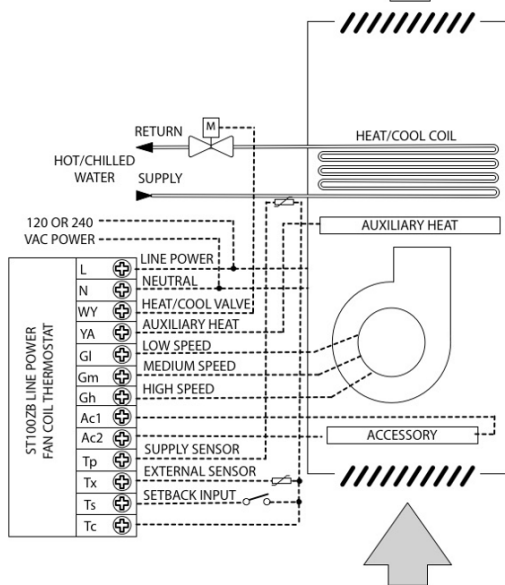 M
RETURN
HEAT/COOL COIL
HOT/CHILLED
WATER
SUPPLY
120 OR 240
VAC POWER
AUXILIARY HEAT
ST100ZB LINE POWER
FAN COIL THERMOSTAT
L LINE POWER
N NEUTRAL
WY HEAT/COOL VALVE
YA AUXILIARY HEAT
Gl LOW SPEED
Gm MEDIUM SPEED
Gh HIGH SPEED
Ac1
Ac2
ACCESSORY
Tp SUPPLY SENSOR
Tx EXTERNAL SENSOR
Ts SETBACK INPUT
Tc